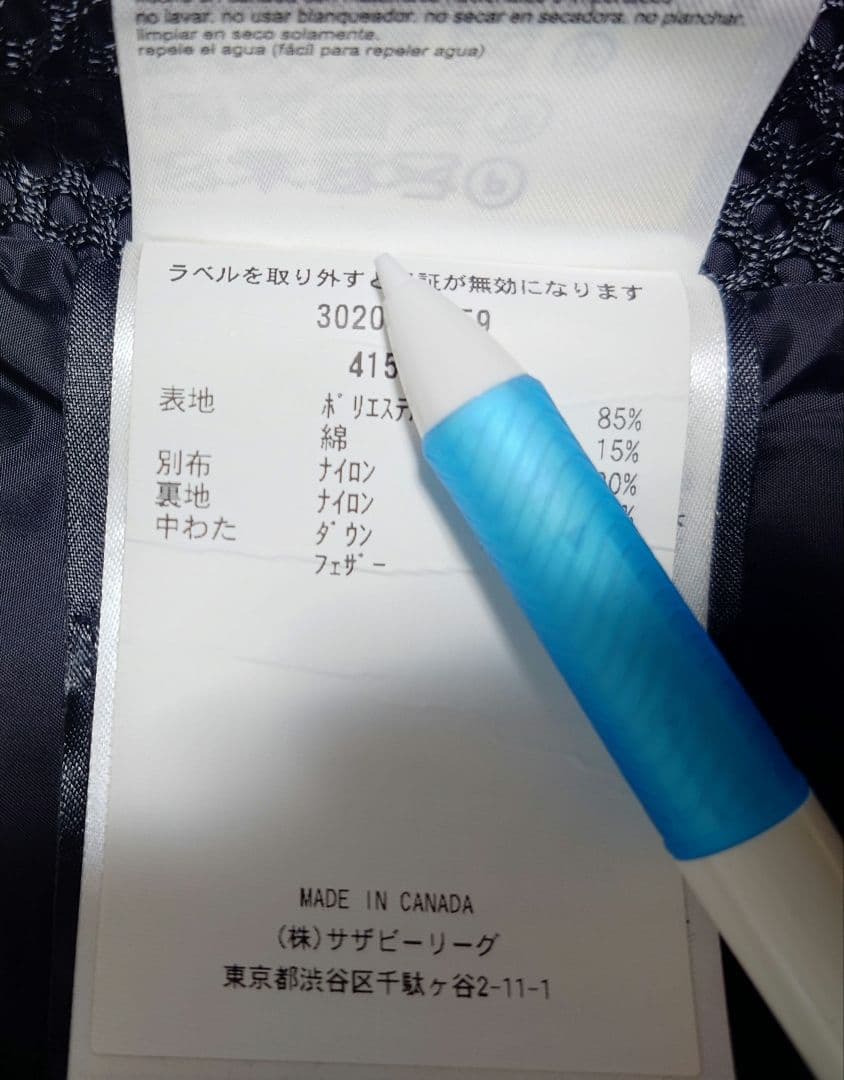 no lavar. no usar blanqueador. no secar en secadora. no planchar.
limpiar en seco solamente.
repele el agua (fácil para repeler agua)
ラベルを取り外すと 証が無効になります
3020 59
415
表地 ポリエステ 85%
綿 15%
別布 ナイロン 00%
裏地 ナイロン %
中わた ダウン
フェザー
MADE IN CANADA
(株)サザビーリーグ
東京都渋谷区千駄ヶ谷2-11-1